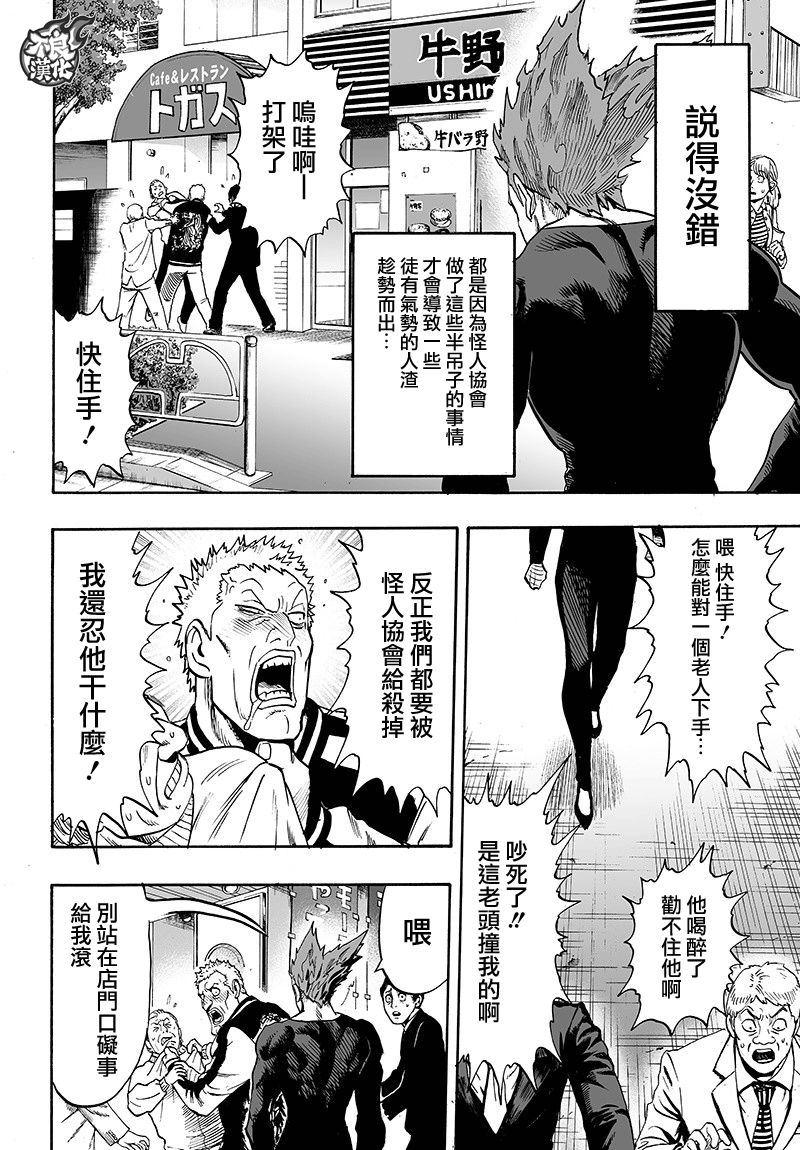 說得沒錯
牛野
USHI
牛バラ野
Cafe&レストラン
トガス
大良
漢化
嗚哇啊ー
打架了
都是因為怪人協會
做了這些半吊子的事情
才會導致一些
徒有氣勢的人渣
趁勢而出…
快住手！
喂 快住手！
怎麼能對一個老人下手…
反正我們都要被
怪人協會給殺掉
我還忍他干什麼！
他喝醉了
勸不住他啊
吵死了!!
是這老頭撞我的啊
喂
別站在店門口礙事
給我滾